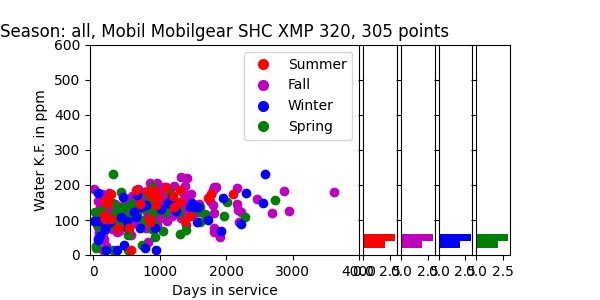 Season: all, Mobil Mobilgear SHC XMP 320, 305 points
Water K.F. in ppm
600
500
400
300
200
100
0
Summer
Fall
Winter
Spring
0 1000 2000 3000 4000
0.0 2.5
0.0 2.5
0.0 2.5
0.0 2.5
Days in service